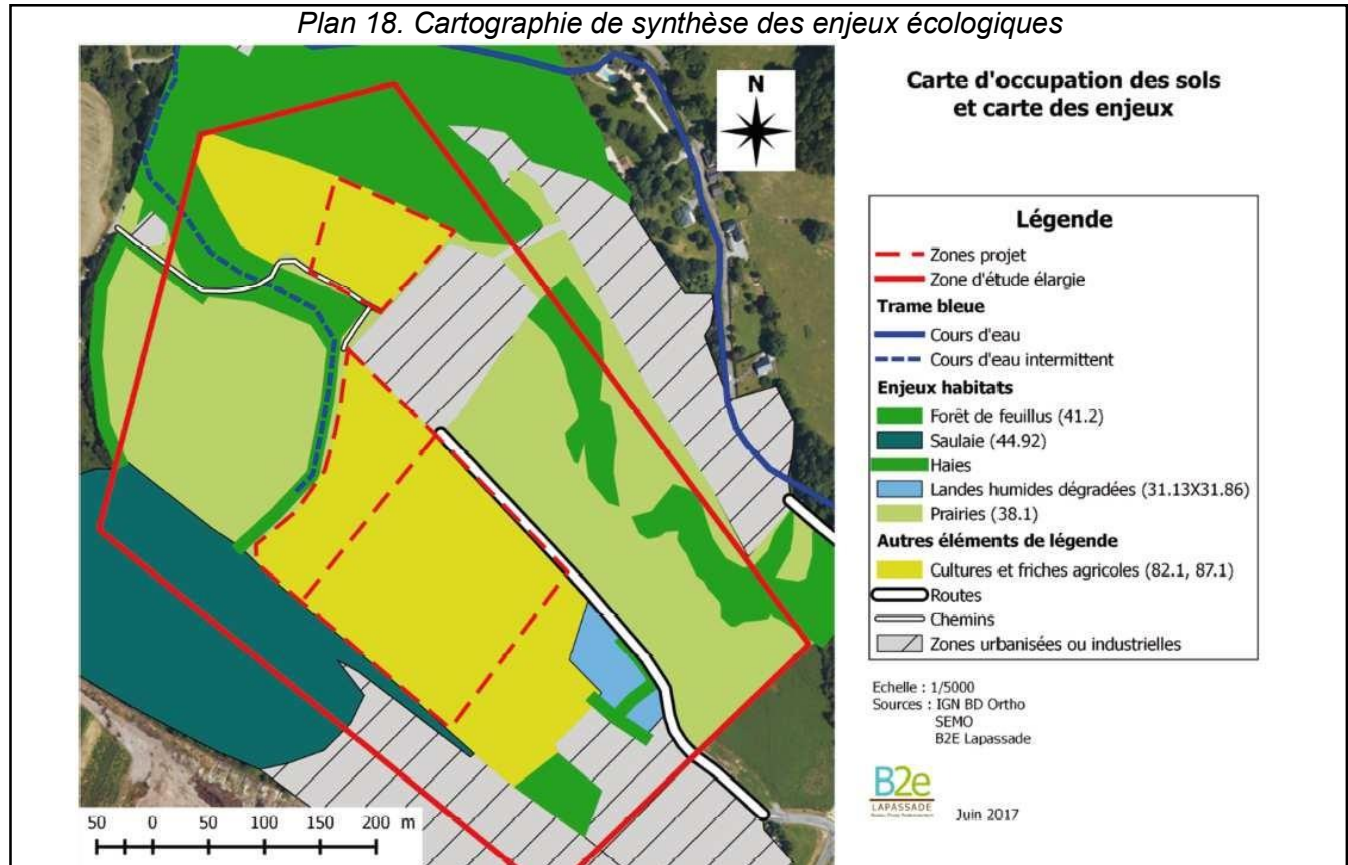 Plan 18. Cartographie de synthèse des enjeux écologiques
N
Carte d'occupation des sols
et carte des enjeux
Légende
Zones projet
Zone d'étude élargie
Trame bleue
Cours d'eau
Cours d'eau intermittent
Enjeux habitats
Forêt de feuillus (41.2)
Saulaie (44.92)
Haies
Landes humides dégradées (31.13X31.86)
Prairies (38.1)
Autres éléments de légende
Cultures et friches agricoles (82.1, 87.1)
Routes
Chemins
Zones urbanisées ou industrielles
Echelle : 1/5000
Sources : IGN BD Ortho
SEMO
B2E Lapassade
B2e
LAPASSADE
Juin 2017
50 0 50 100 150 200 m